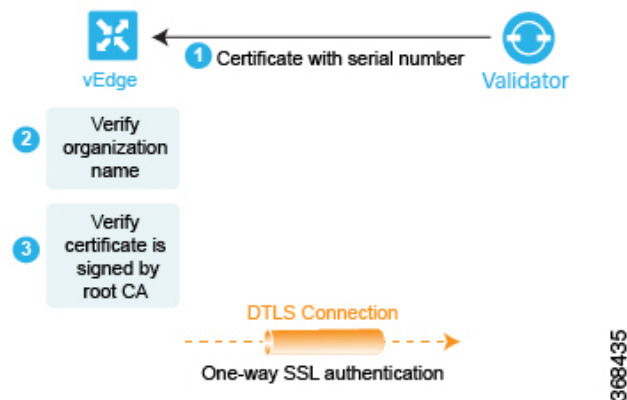 1 Certificate with serial number
vEdge
Validator
2
Verify
organization
name
3
Verify
certificate is
signed by
root CA
DTLS Connection
One-way SSL authentication
368435